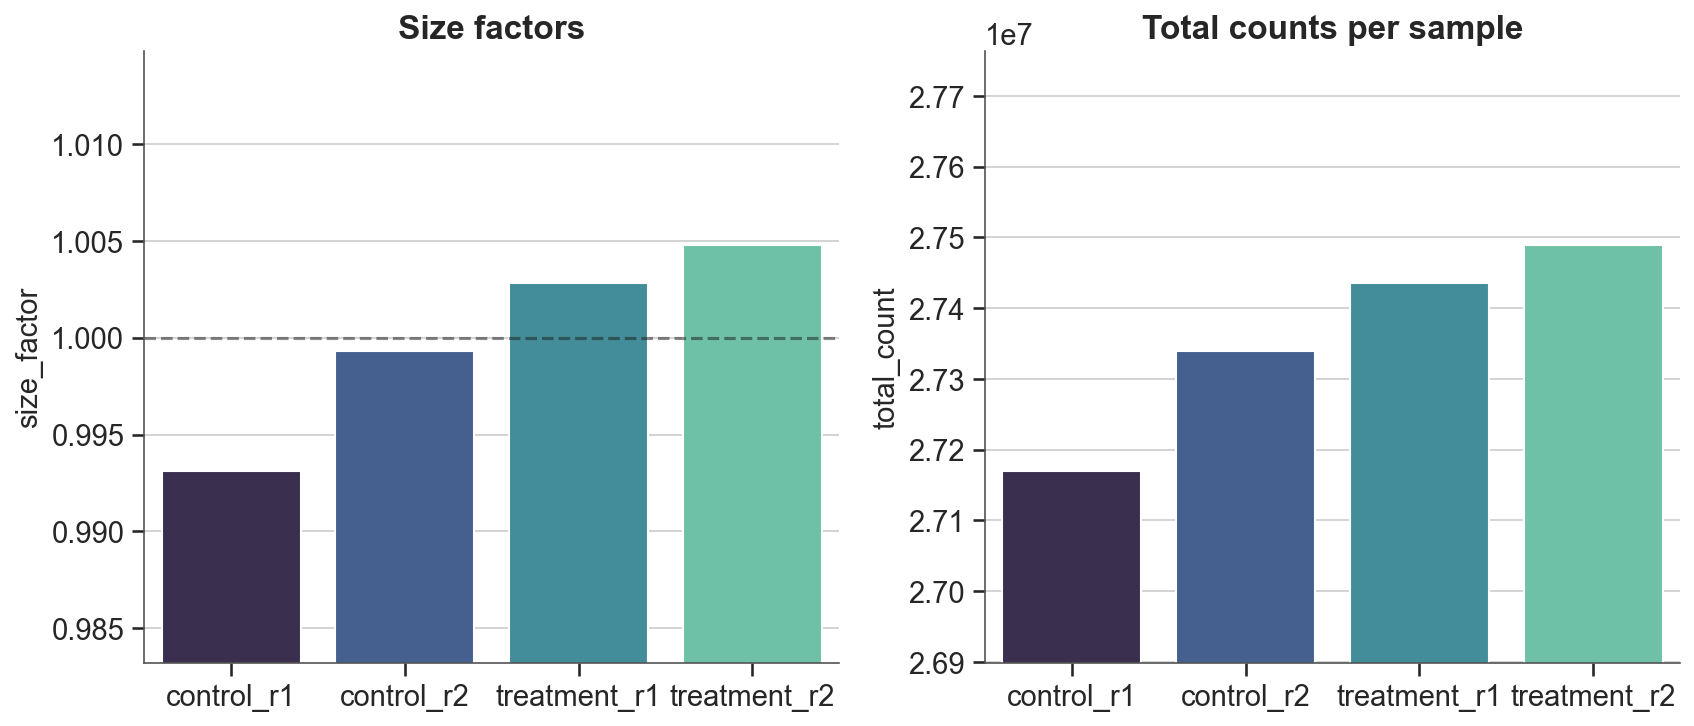 Size factors
size_factor
1.010
1.005
1.000
0.995
0.990
0.985
control_r1
control_r2
treatment_r1
treatment_r2
Total counts per sample
1e7
total_count
2.77
2.76
2.75
2.74
2.73
2.72
2.71
2.70
2.69
control_r1
control_r2
treatment_r1
treatment_r2